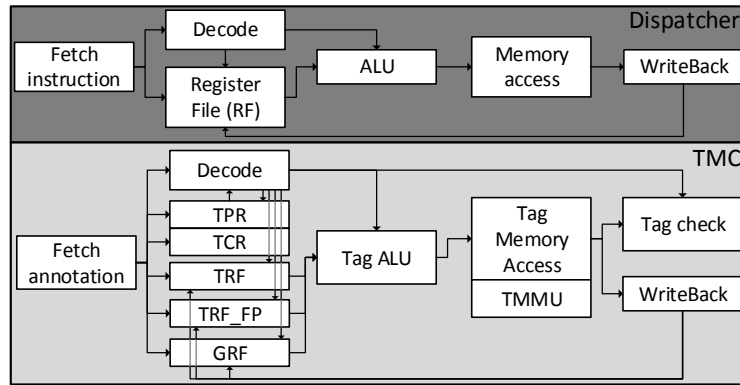 Dispatcher
Decode
Fetch
instruction
Register
File (RF)
ALU
Memory
access
WriteBack
TMC
Decode
TPR
TCR
Fetch
annotation
TRF
TRF_FP
GRF
Tag ALU
Tag
Memory
Access
TMMU
Tag check
WriteBack